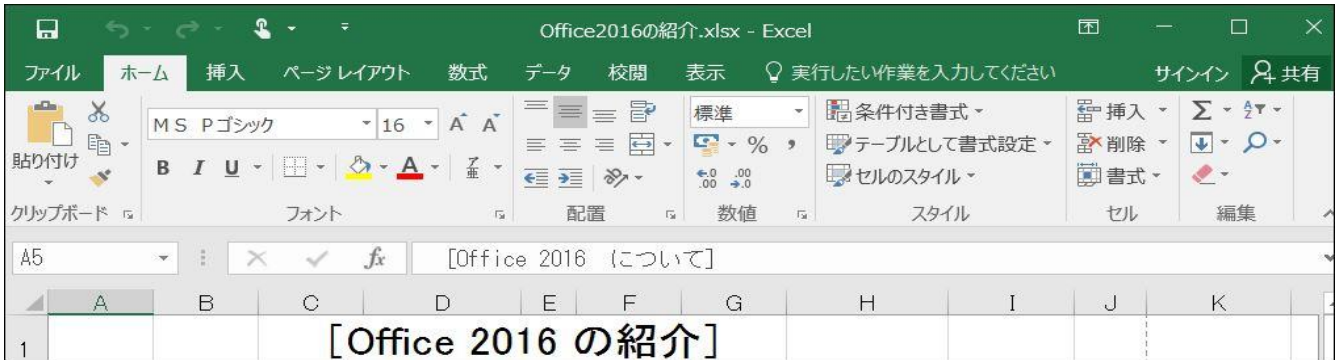 Office2016の紹介.xlsx - Excel
ファイル ホーム 挿入 ページ レイアウト 数式 データ 校閲 表示 実行したい作業を入力してください サインイン 共有
貼り付け
ＭＳ Ｐゴシック 16 A A
B I U A 亜
標準
% ,
.0 .00
.00 .0
条件付き書式
テーブルとして書式設定
セルのスタイル
挿入
削除
書式
Σ
クリップボード フォント 配置 数値 スタイル セル 編集
A5 fx [Office 2016 について]
A B C D E F G H I J K
1 [Office 2016 の紹介]